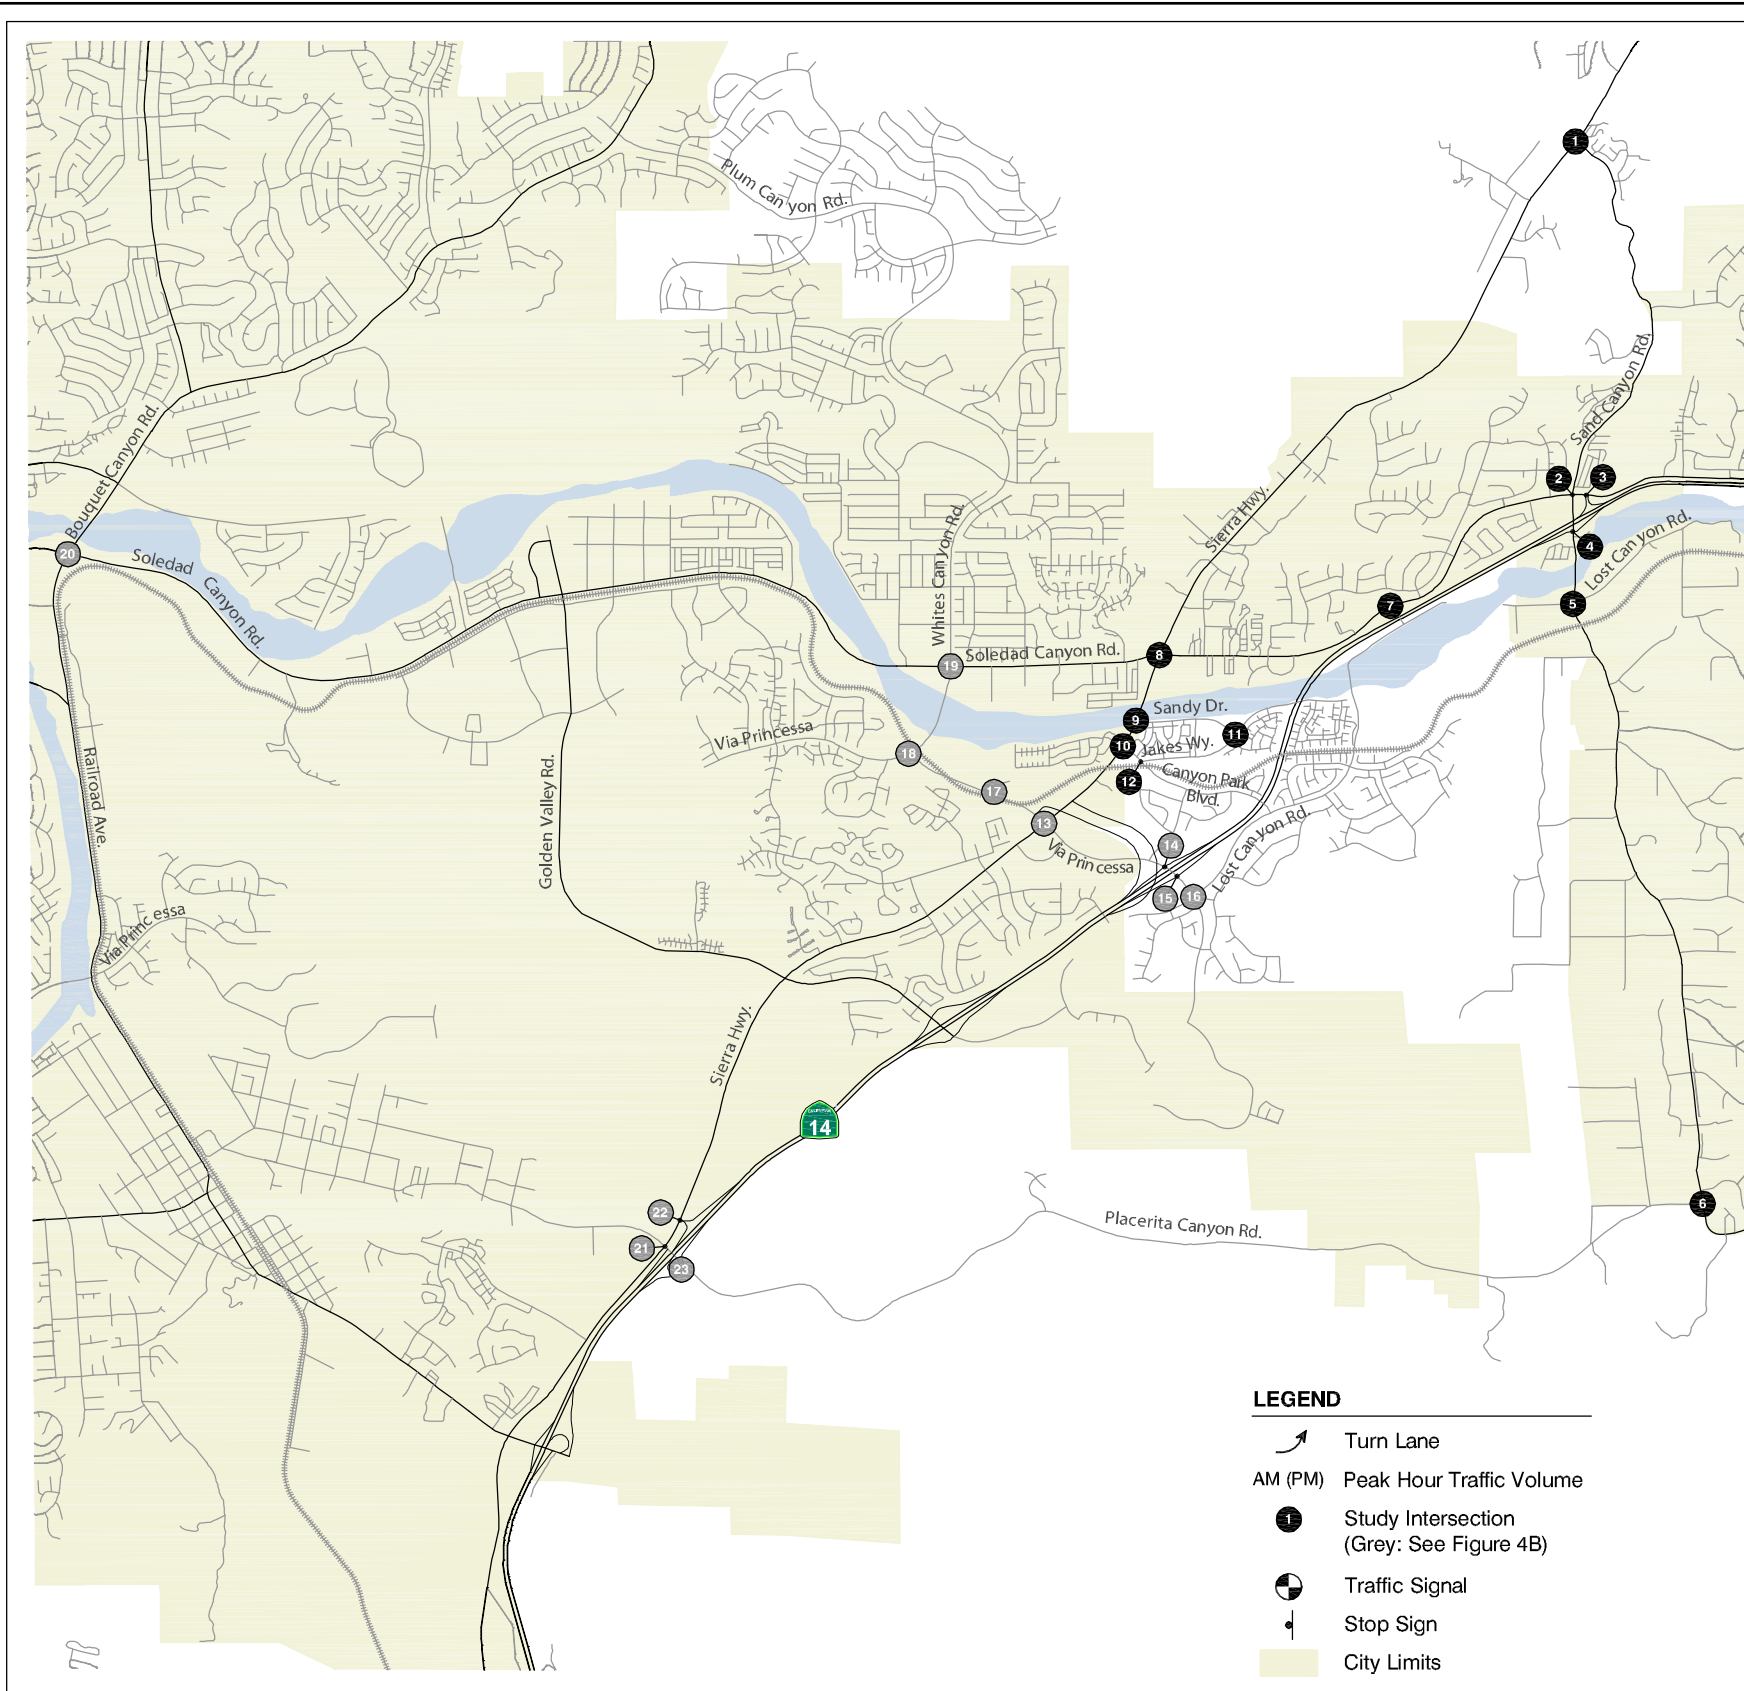 1
Plum Canyon Rd.
Sand Canyon Rd.
Bouquet Canyon Rd.
2
3
Sierra Hwy.
Whites Canyon Rd.
Lost Canyon Rd.
4
20
Soledad Canyon Rd.
7
5
19
Soledad Canyon Rd.
8
Sandy Dr.
9
Via Princessa
18
10
Jakes Wy.
11
Railroad Ave.
Golden Valley Rd.
17
12
Canyon Park
Blvd.
13
Via Princessa
14
Lost Canyon Rd.
15
16
Via Princessa
Sierra Hwy.
14
22
21
23
Placerita Canyon Rd.
6
LEGEND
Turn Lane
AM (PM) Peak Hour Traffic Volume
1 Study Intersection
(Grey: See Figure 4B)
Traffic Signal
Stop Sign
City Limits